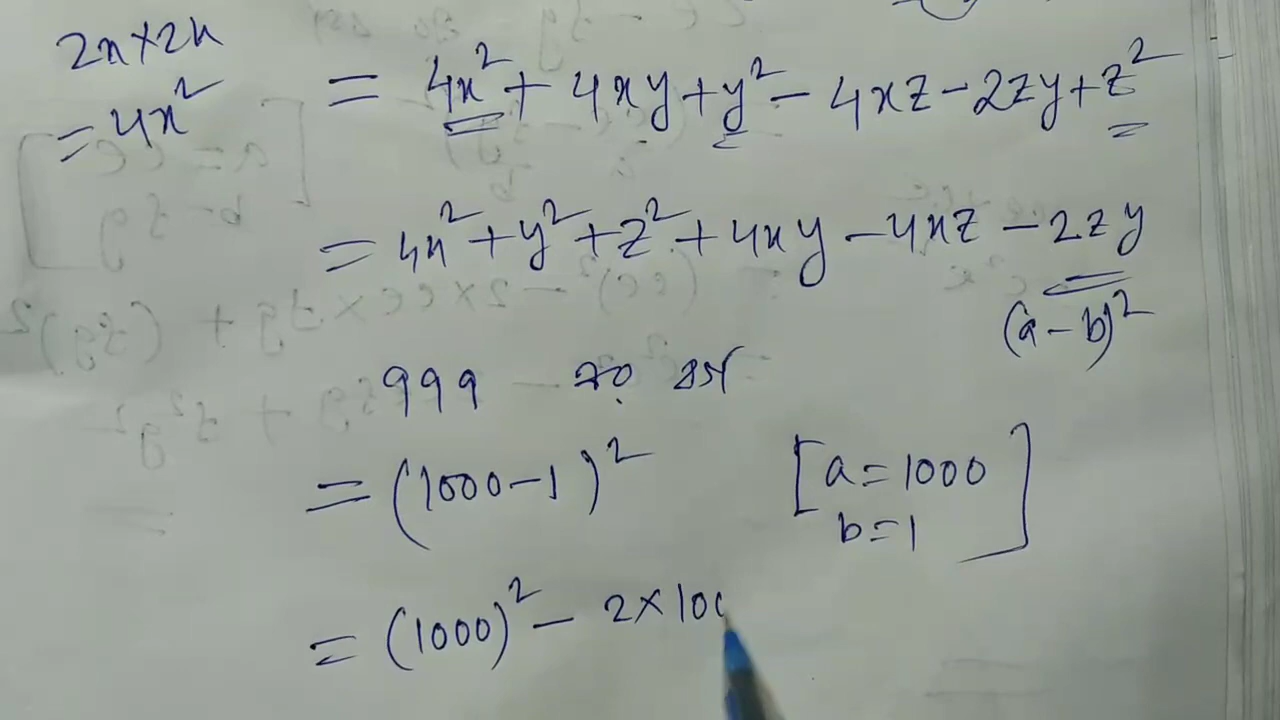 2x×2x
=4x²
= 4x² + 4xy + y² - 4xz - 2zy + z²
= 4x² + y² + z² + 4xy - 4xz - 2zy
(a-b)²
999
= (1000-1)²
[a=1000
b=1]
= (1000)² - 2×100